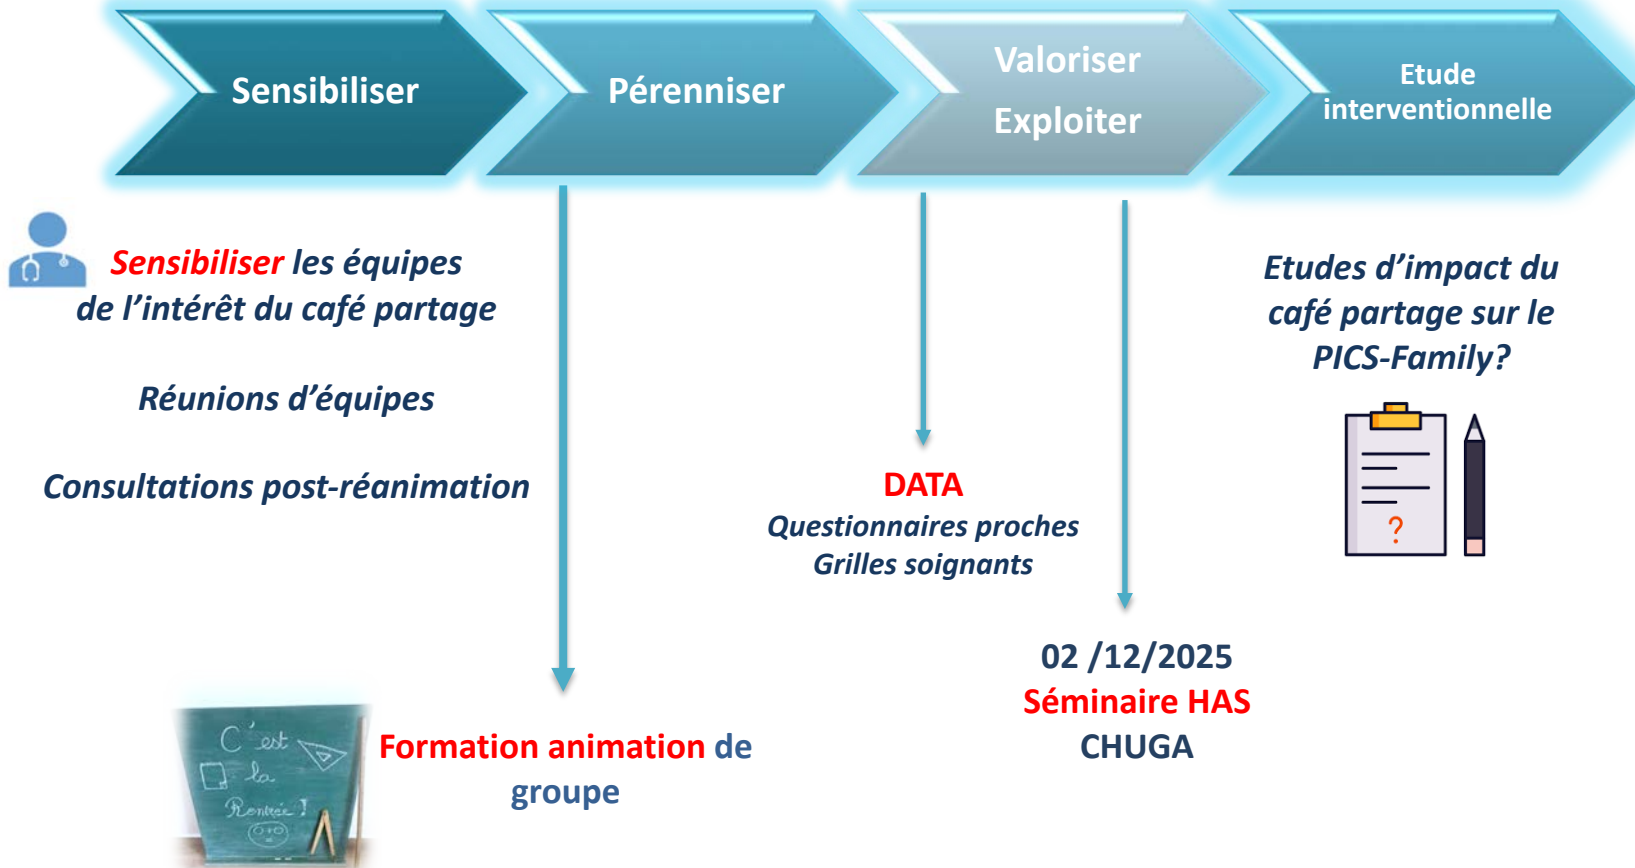 Sensibiliser
Pérenniser
Valoriser
Exploiter
Etude
interventionnelle
Sensibiliser les équipes
de l’intérêt du café partage
Réunions d’équipes
Consultations post-réanimation
Formation animation de
groupe
C'est
la
Rentrée !
DATA
Questionnaires proches
Grilles soignants
02 /12/2025
Séminaire HAS
CHUGA
Etudes d’impact du
café partage sur le
PICS-Family?
?